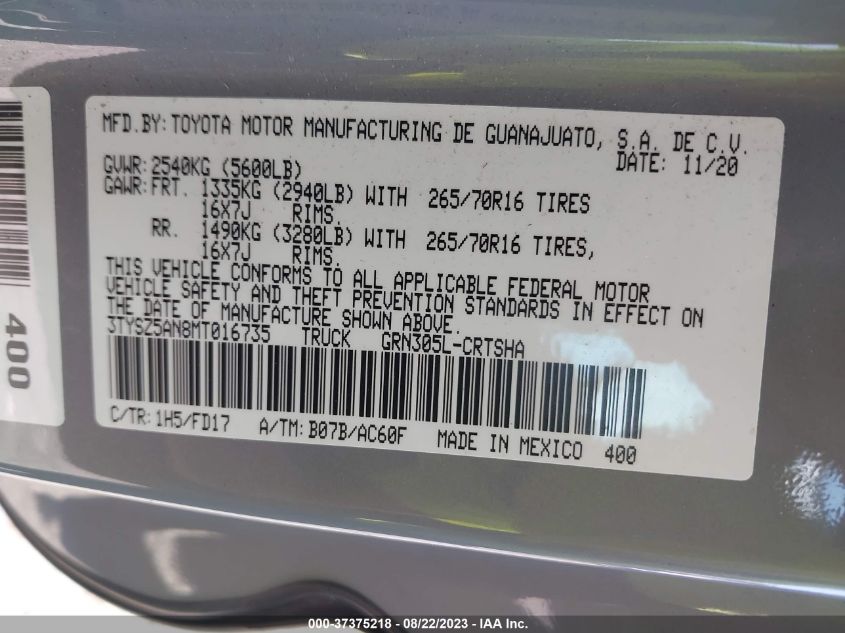 MFD.BY: TOYOTA MOTOR MANUFACTURING DE GUANAJUATO, S.A. DE C.V.
DATE: 11/20
GVWR: 2540KG (5600LB)
GAWR: FRT. 1335KG (2940LB) WITH 265/70R16 TIRES
16X7J RIMS.
RR. 1490KG (3280LB) WITH 265/70R16 TIRES,
16X7J RIMS.
THIS VEHICLE CONFORMS TO ALL APPLICABLE FEDERAL MOTOR
VEHICLE SAFETY AND THEFT PREVENTION STANDARDS IN EFFECT ON
THE DATE OF MANUFACTURE SHOWN ABOVE.
3TYSZ5AN8MT016735 TRUCK GRN305L-CRTSHA
C/TR: 1H5/FD17 A/TM: B07B/AC60F MADE IN MEXICO 400
400
000-37375218 - 08/22/2023 - Copyright © IAA, Inc.